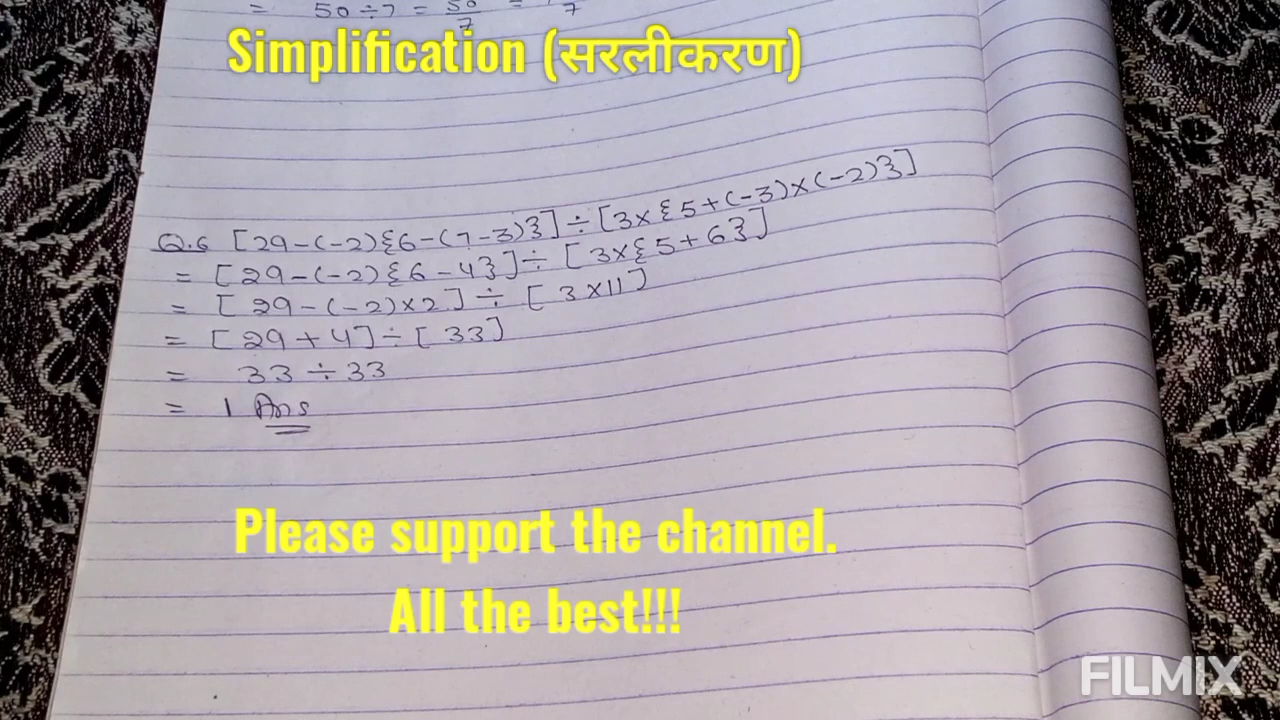 = 50÷7 = 50/7 =
Simplification (सरलीकरण)
Q.6 [29-(-2){6-(7-3)}]÷[3×{5+(-3)×(-2)}]
= [29-(-2){6-4}]÷[3×{5+6}]
= [29-(-2)×2]÷[3×11]
= [29+4]÷[33]
= 33÷33
= 1 Ans
Please support the channel.
All the best!!!
FILMIX